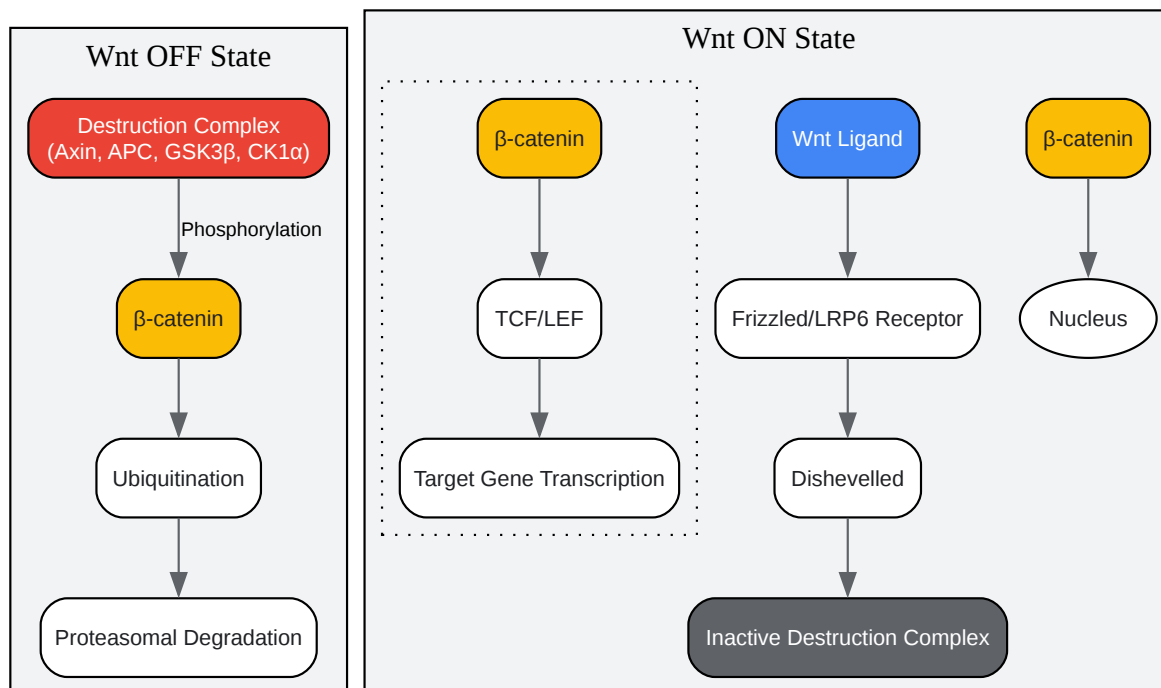 Wnt OFF State
Destruction Complex
(Axin, APC, GSK3β, CK1α)
Phosphorylation
β-catenin
Ubiquitination
Proteasomal Degradation
Wnt ON State
β-catenin
TCF/LEF
Target Gene Transcription
Wnt Ligand
Frizzled/LRP6 Receptor
Dishevelled
Inactive Destruction Complex
β-catenin
Nucleus